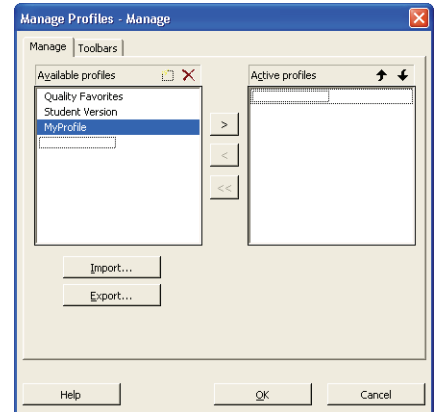 Manage Profiles - Manage
Manage Toolbars
Available profiles
Active profiles
Quality Favorites
Student Version
MyProfile
>
<
<<
Import...
Export...
Help
OK
Cancel